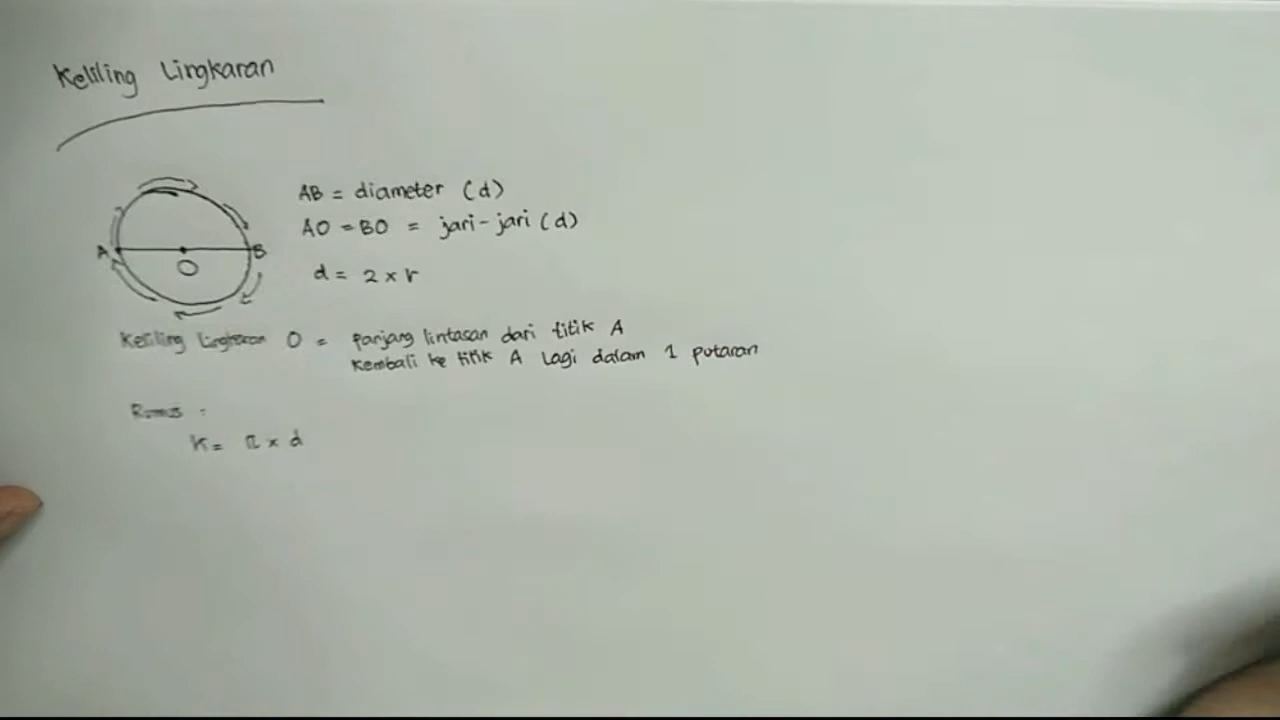 Keliling Lingkaran
AB = diameter (d)
AO = BO = jari-jari (d)
A
B
O
d = 2 x r
Keliling Lingkaran O = panjang lintasan dari titik A
kembali ke titik A lagi dalam 1 putaran
Rumus :
K = π x d